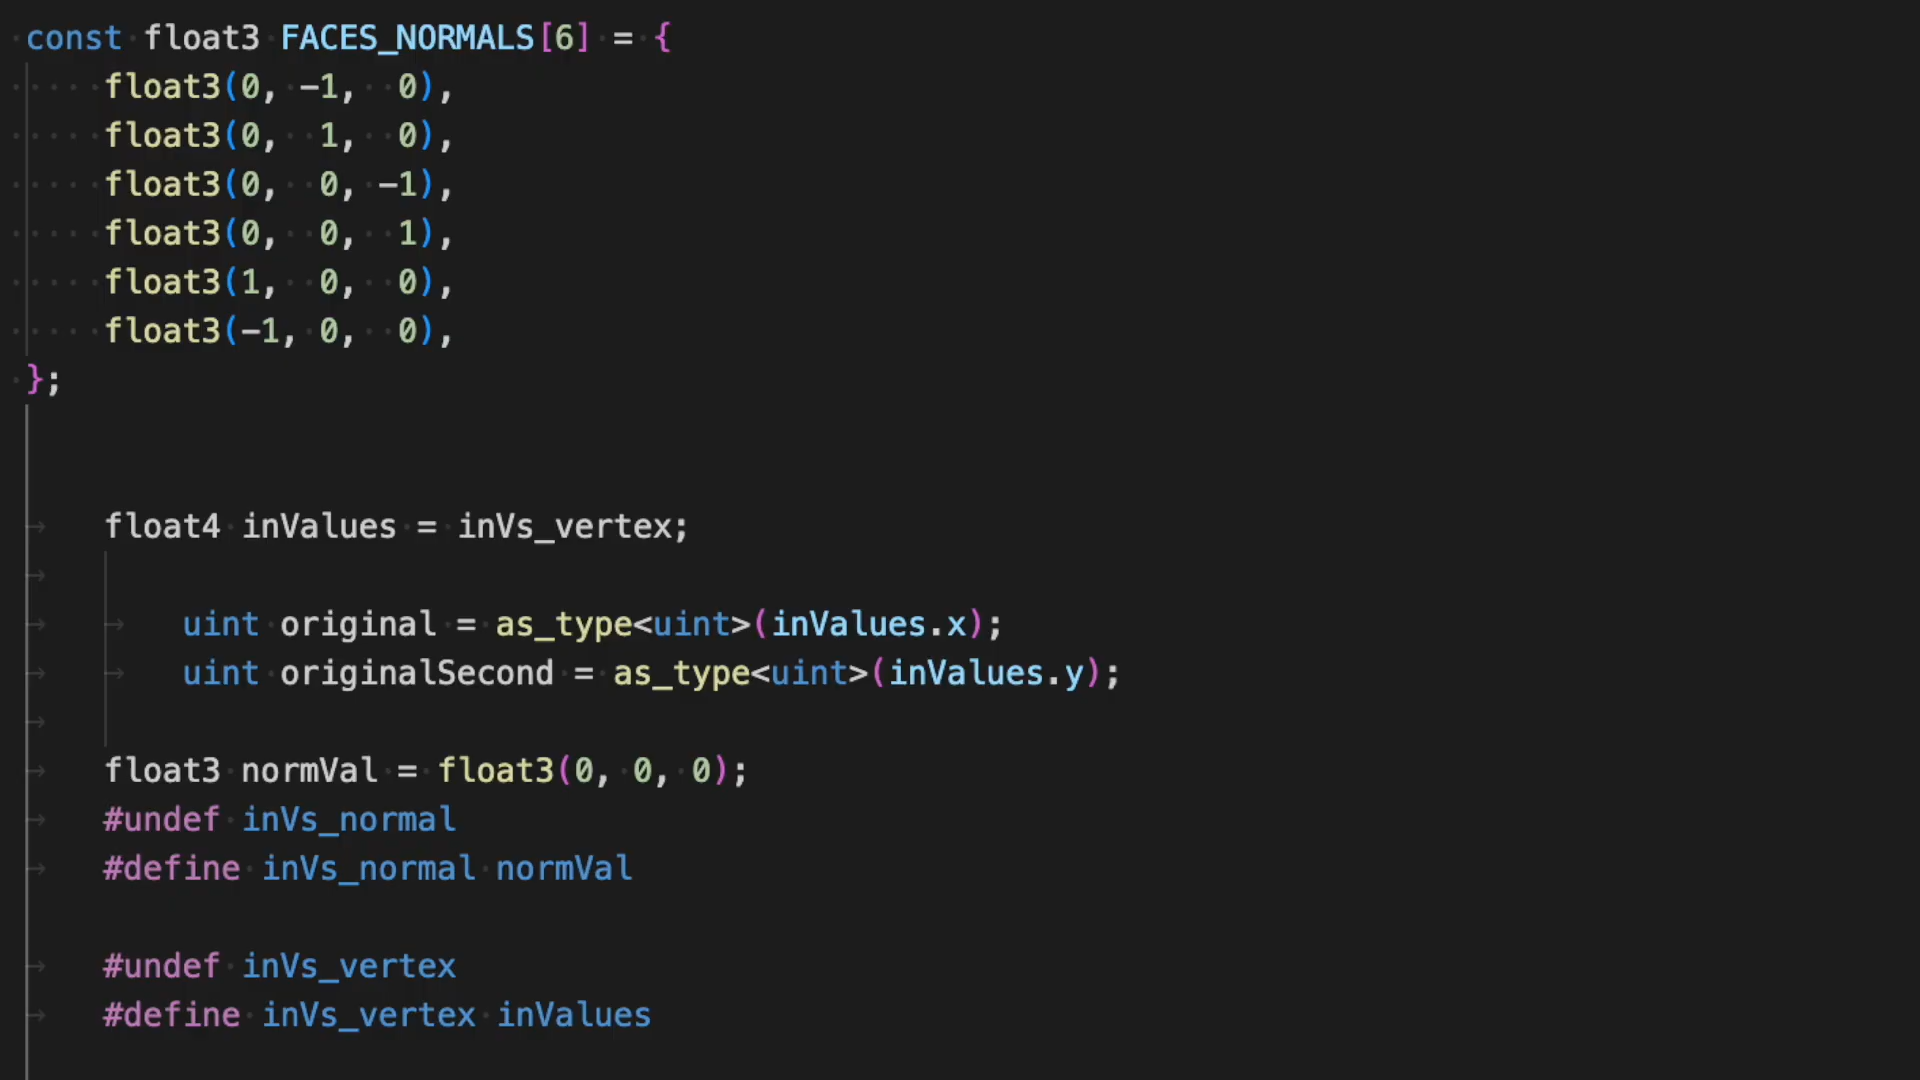 const float3 FACES_NORMALS[6] = {
float3(0, -1,  0),
float3(0,  1,  0),
float3(0,  0, -1),
float3(0,  0,  1),
float3(1,  0,  0),
float3(-1, 0,  0),
};
float4 inValues = inVs_vertex;
uint original = as_type<uint>(inValues.x);
uint originalSecond = as_type<uint>(inValues.y);
float3 normVal = float3(0, 0, 0);
#undef inVs_normal
#define inVs_normal normVal
#undef inVs_vertex
#define inVs_vertex inValues